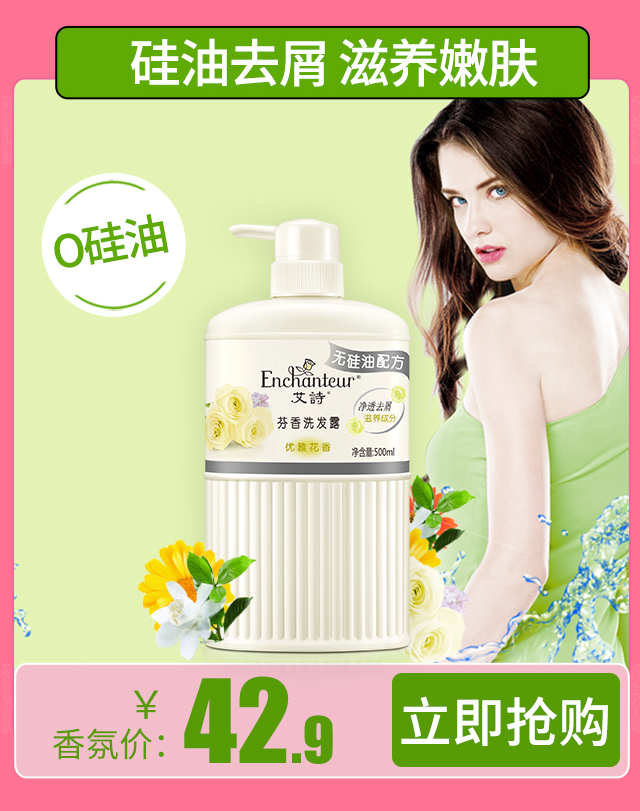 硅油去屑 滋养嫩肤
0硅油
无硅油配方
Enchanteur®
艾詩®
净透去屑
滋养成分
芬香洗发露
优雅花香
净含量:500ml
¥
香氛价: 42.9
立即抢购